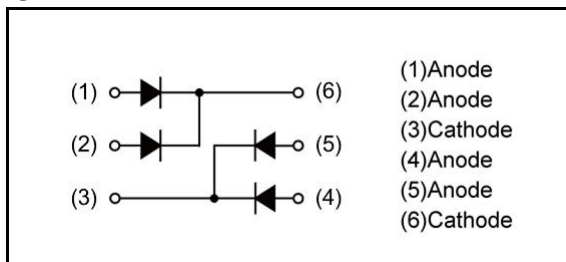 (1) (6)
(2) (5)
(3) (4)
(1)Anode
(2)Anode
(3)Cathode
(4)Anode
(5)Anode
(6)Cathode